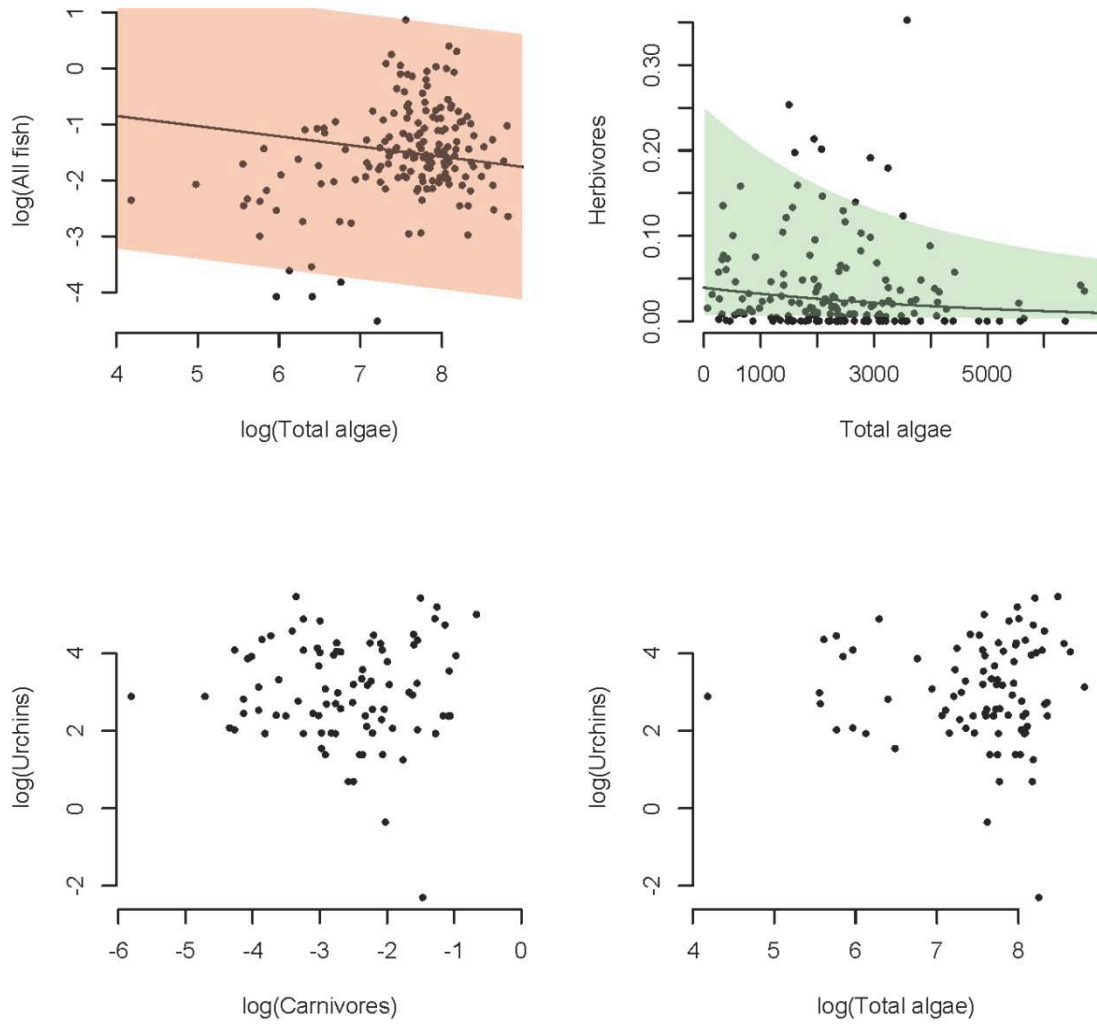 log(All fish)
1
0
-1
-2
-3
-4
4 5 6 7 8
log(Total algae)
Herbivores
0.30
0.20
0.10
0.00
0 1000 3000 5000
Total algae
log(Urchins)
4
2
0
-2
-6 -5 -4 -3 -2 -1 0
log(Carnivores)
log(Urchins)
4
2
0
-2
4 5 6 7 8
log(Total algae)